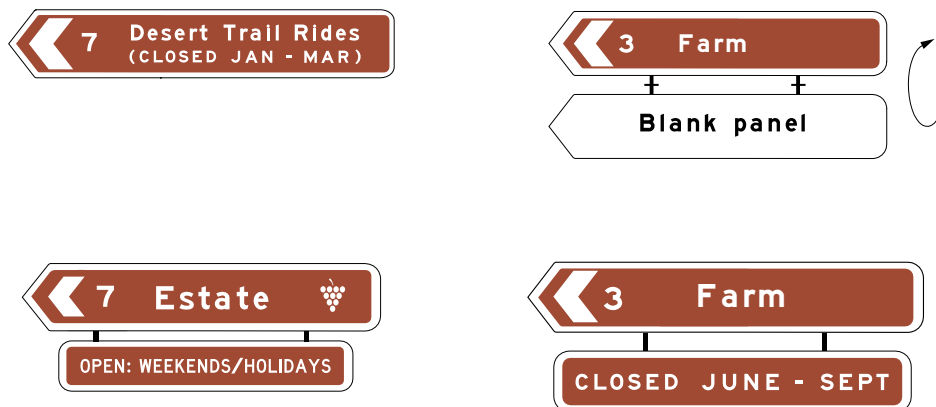 7 Desert Trail Rides
(CLOSED JAN - MAR)
3 Farm
Blank panel
7 Estate
OPEN: WEEKENDS/HOLIDAYS
3 Farm
CLOSED JUNE - SEPT